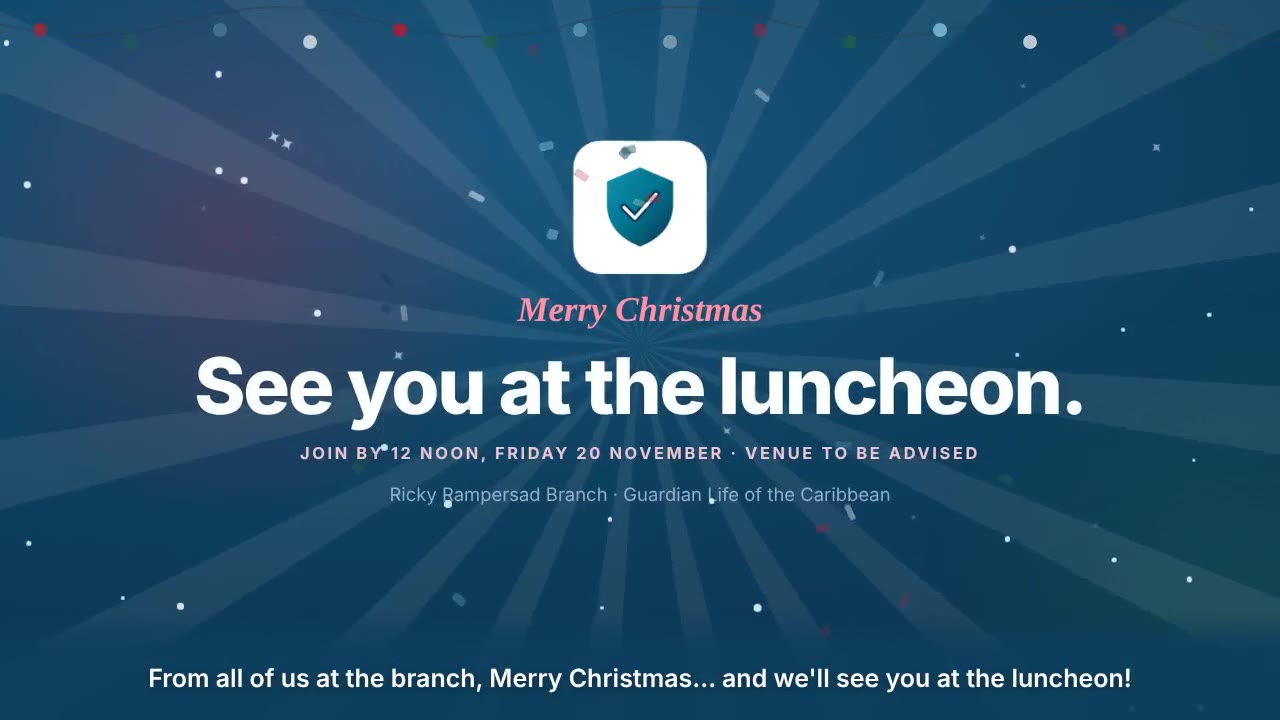 Merry Christmas
See you at the luncheon.
JOIN BY 12 NOON, FRIDAY 20 NOVEMBER · VENUE TO BE ADVISED
Ricky Rampersad Branch · Guardian Life of the Caribbean
From all of us at the branch, Merry Christmas... and we'll see you at the luncheon!